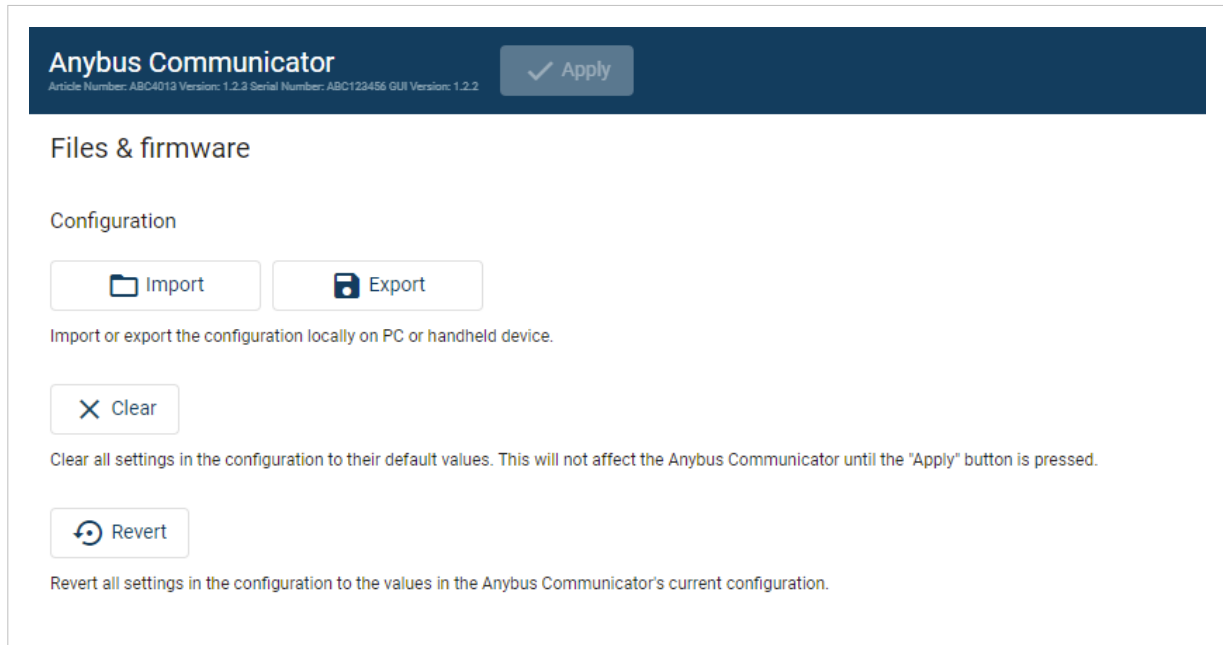 Anybus Communicator
Apply
Article Number: ABC4013 Version: 1.2.3 Serial Number: ABC123456 GUI Version: 1.2.2
Files & firmware
Configuration
Import
Export
Import or export the configuration locally on PC or handheld device.
Clear
Clear all settings in the configuration to their default values. This will not affect the Anybus Communicator until the "Apply" button is pressed.
Revert
Revert all settings in the configuration to the values in the Anybus Communicator's current configuration.